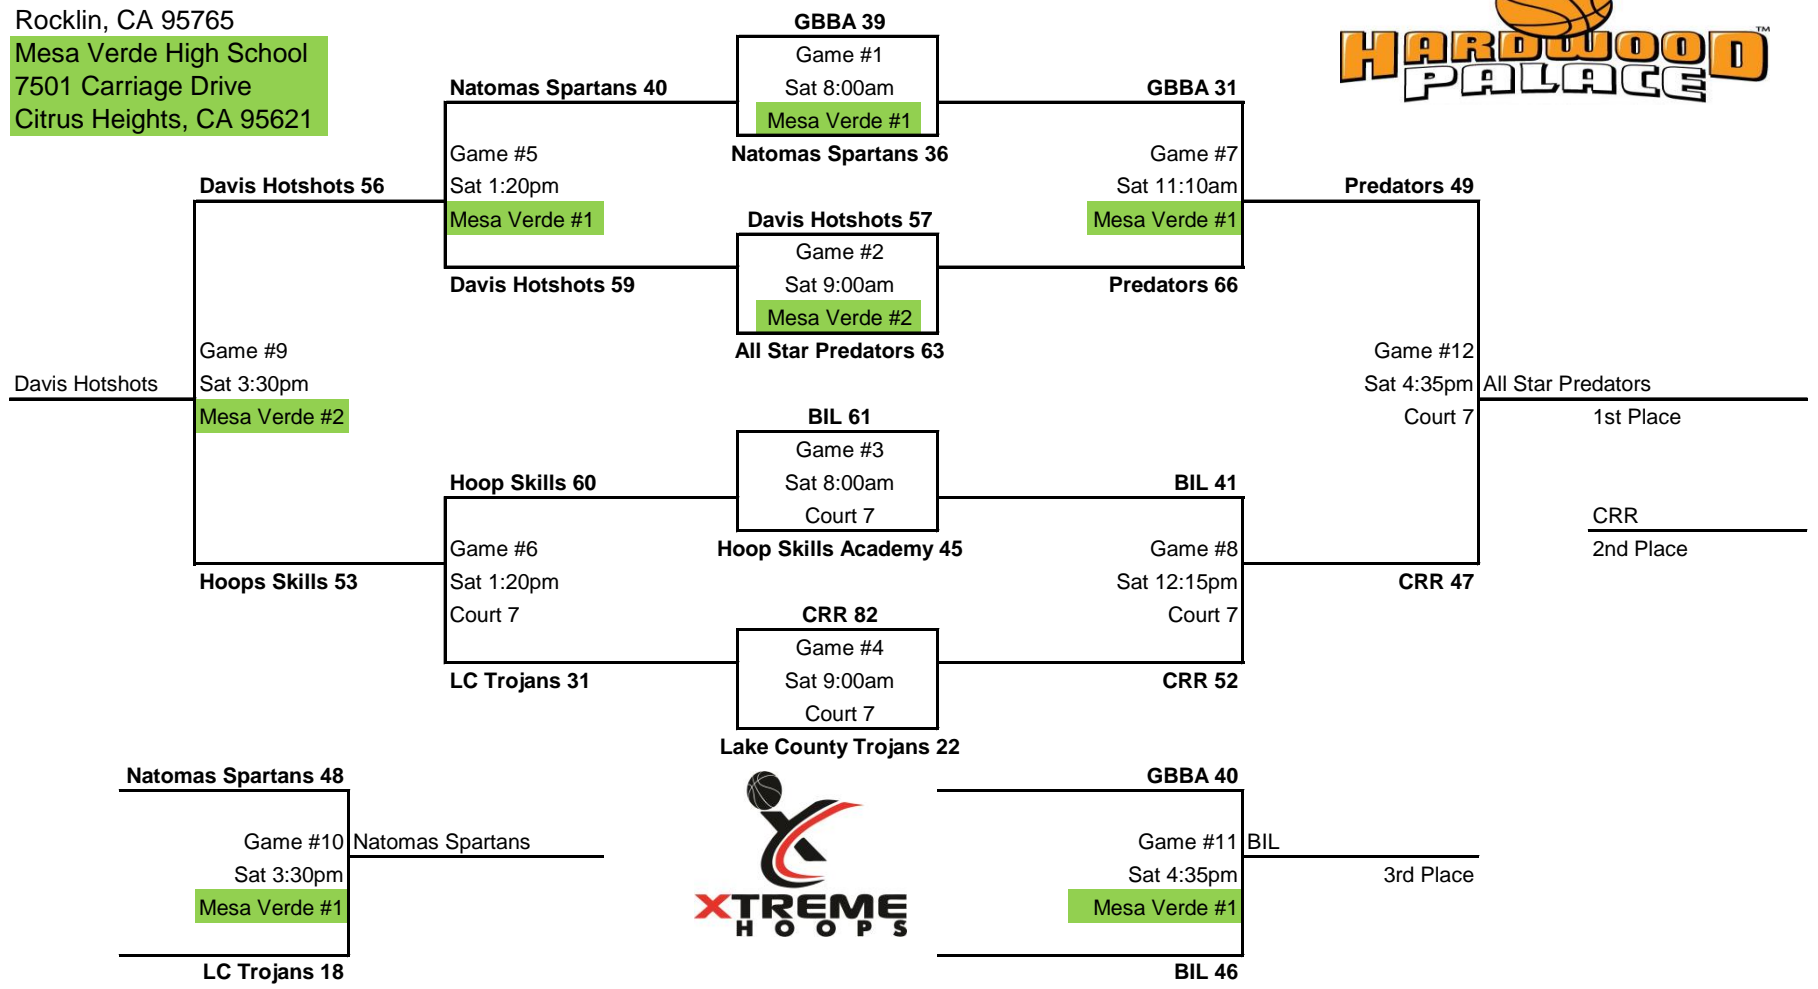 Rocklin, CA 95765
Mesa Verde High School
7501 Carriage Drive
Citrus Heights, CA 95621
HARDWOOD
PALACE
™
GBBA 39
Game #1
Sat 8:00am
Mesa Verde #1
Natomas Spartans 36
Natomas Spartans 40
Game #5
Sat 1:20pm
Mesa Verde #1
Davis Hotshots 59
GBBA 31
Game #7
Sat 11:10am
Mesa Verde #1
Predators 66
Davis Hotshots 56
Predators 49
Davis Hotshots 57
Game #2
Sat 9:00am
Mesa Verde #2
All Star Predators 63
Davis Hotshots
Game #9
Sat 3:30pm
Mesa Verde #2
Game #12
Sat 4:35pm
Court 7
All Star Predators
1st Place
BIL 61
Game #3
Sat 8:00am
Court 7
Hoop Skills Academy 45
Hoop Skills 60
Game #6
Sat 1:20pm
Court 7
LC Trojans 31
BIL 41
Game #8
Sat 12:15pm
Court 7
CRR 52
CRR
2nd Place
Hoops Skills 53
CRR 47
CRR 82
Game #4
Sat 9:00am
Court 7
Lake County Trojans 22
Natomas Spartans 48
Game #10
Sat 3:30pm
Mesa Verde #1
LC Trojans 18
Natomas Spartans
XTREME
HOOPS
GBBA 40
Game #11
Sat 4:35pm
Mesa Verde #1
BIL 46
BIL
3rd Place